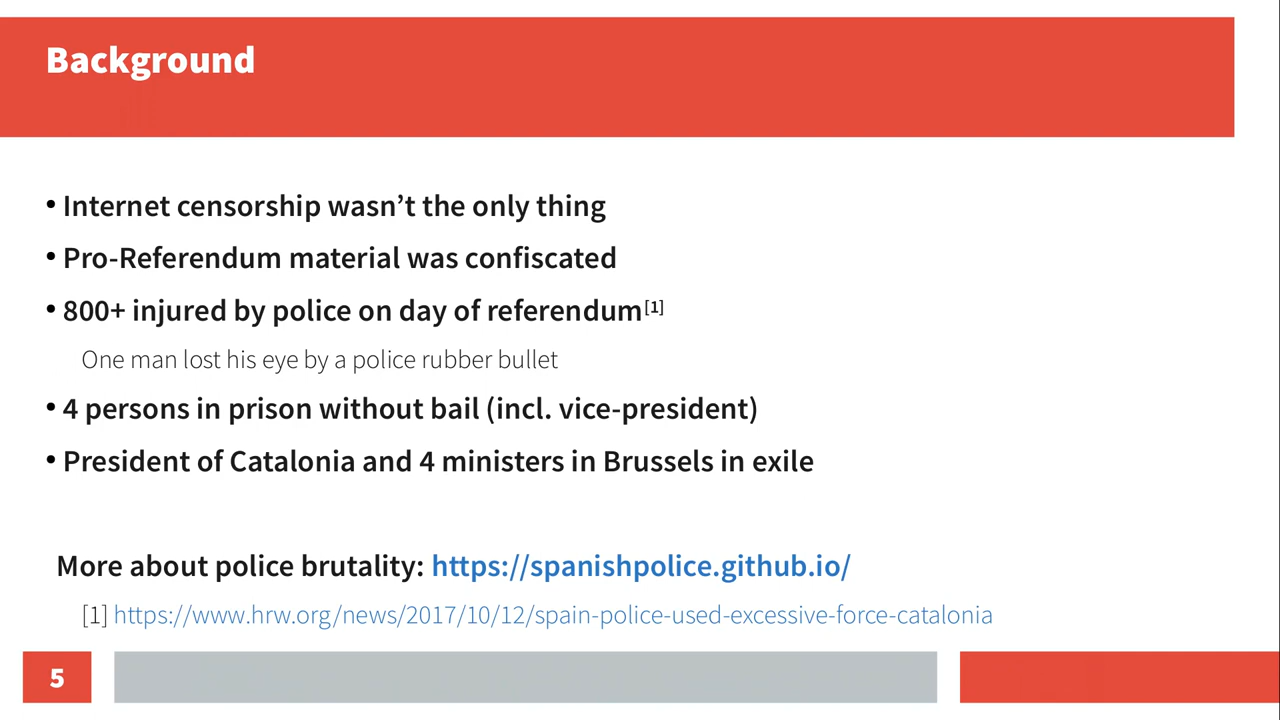 Background
• Internet censorship wasn’t the only thing
• Pro-Referendum material was confiscated
• 800+ injured by police on day of referendum[1]
One man lost his eye by a police rubber bullet
• 4 persons in prison without bail (incl. vice-president)
• President of Catalonia and 4 ministers in Brussels in exile
More about police brutality: https://spanishpolice.github.io/
[1] https://www.hrw.org/news/2017/10/12/spain-police-used-excessive-force-catalonia
5